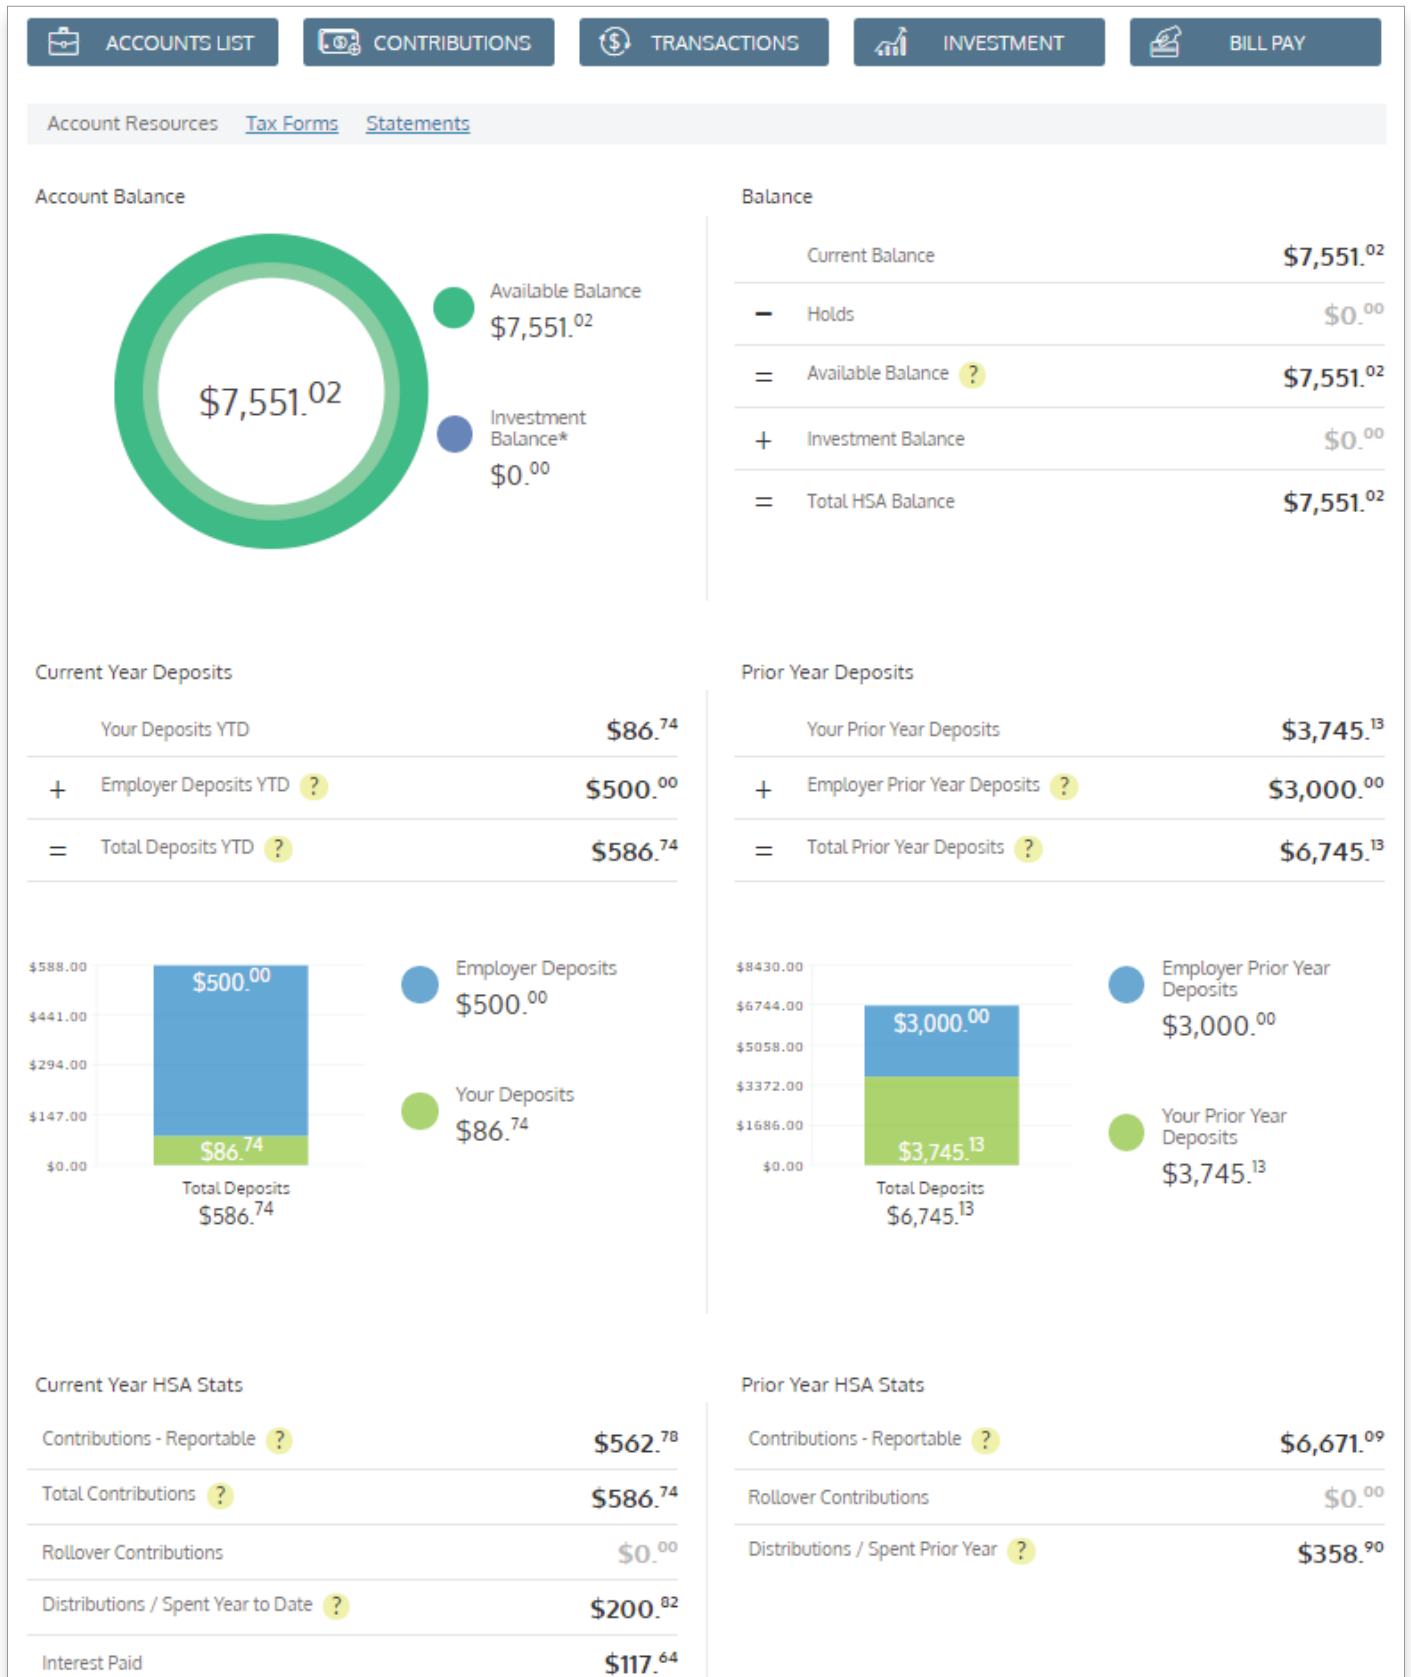 ACCOUNTS LIST CONTRIBUTIONS TRANSACTIONS INVESTMENT BILL PAY
Account Resources Tax Forms Statements
Account Balance
$7,551.02
Available Balance
$7,551.02
Investment
Balance*
$0.00
Balance
Current Balance $7,551.02
− Holds $0.00
= Available Balance ? $7,551.02
+ Investment Balance $0.00
= Total HSA Balance $7,551.02
Current Year Deposits
Your Deposits YTD $86.74
+ Employer Deposits YTD ? $500.00
= Total Deposits YTD ? $586.74
Prior Year Deposits
Your Prior Year Deposits $3,745.13
+ Employer Prior Year Deposits ? $3,000.00
= Total Prior Year Deposits ? $6,745.13
$588.00
$441.00
$294.00
$147.00
$0.00
$500.00
$86.74
Total Deposits
$586.74
Employer Deposits
$500.00
Your Deposits
$86.74
$8430.00
$6744.00
$5058.00
$3372.00
$1686.00
$0.00
$3,000.00
$3,745.13
Total Deposits
$6,745.13
Employer Prior Year
Deposits
$3,000.00
Your Prior Year
Deposits
$3,745.13
Current Year HSA Stats
Contributions - Reportable ? $562.78
Total Contributions ? $586.74
Rollover Contributions $0.00
Distributions / Spent Year to Date ? $200.82
Interest Paid $117.64
Prior Year HSA Stats
Contributions - Reportable ? $6,671.09
Rollover Contributions $0.00
Distributions / Spent Prior Year ? $358.90